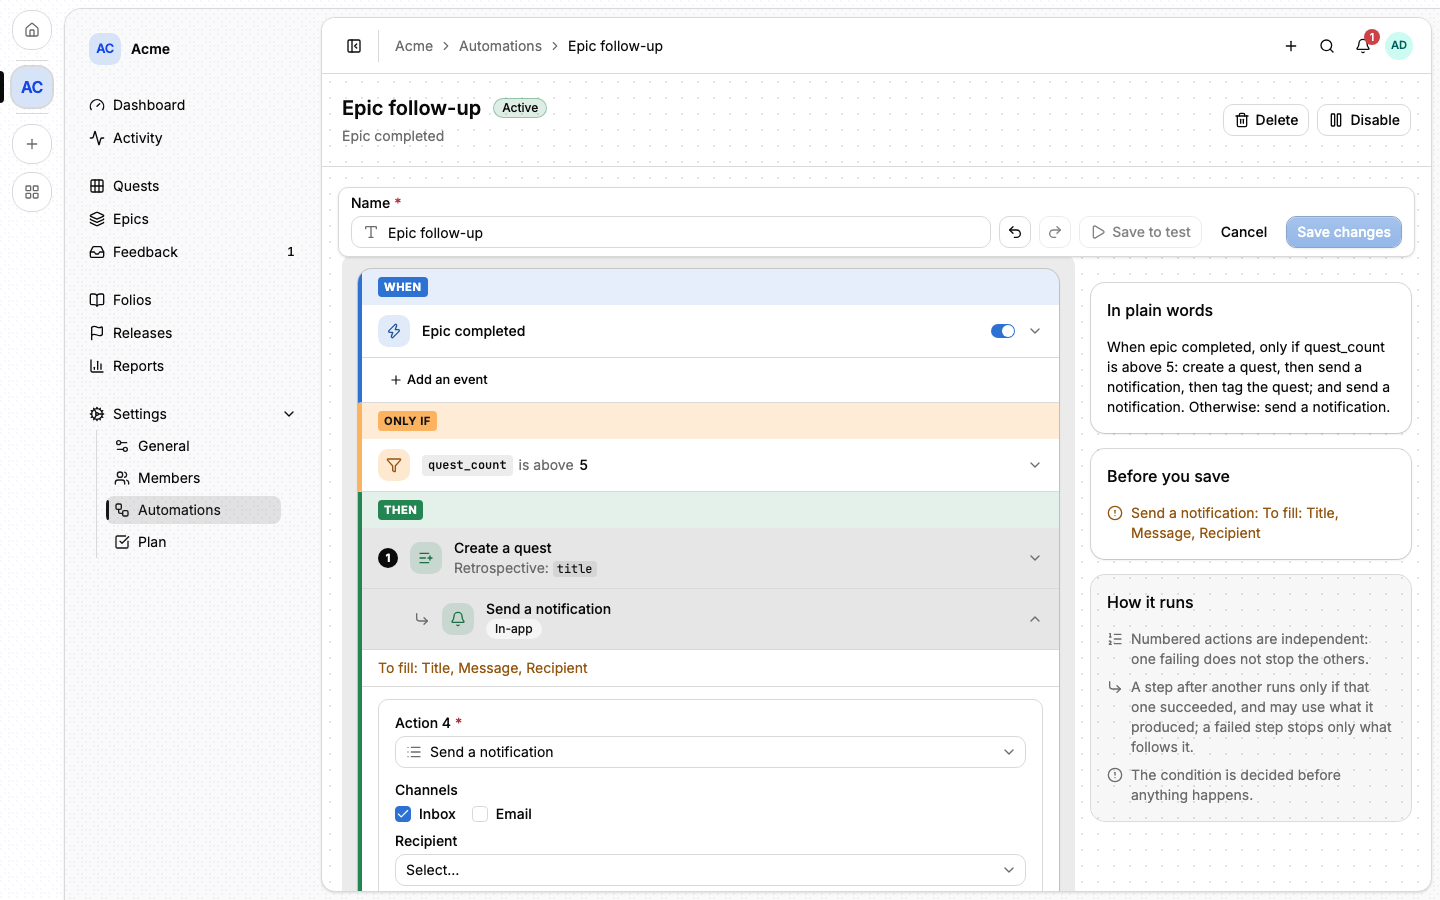 AC
AC Acme
Dashboard
Activity
Quests
Epics
Feedback 1
Folios
Releases
Reports
Settings
General
Members
Automations
Plan
Acme > Automations > Epic follow-up
1
AD
Epic follow-up Active
Epic completed
Delete
Disable
Name *
Epic follow-up
Save to test
Cancel
Save changes
WHEN
Epic completed
+ Add an event
ONLY IF
quest_count is above 5
THEN
1
Create a quest
Retrospective: title
Send a notification
In-app
To fill: Title, Message, Recipient
Action 4 *
Send a notification
Channels
Inbox
Email
Recipient
Select...
In plain words
When epic completed, only if quest_count
is above 5: create a quest, then send a
notification, then tag the quest; and send a
notification. Otherwise: send a notification.
Before you save
Send a notification: To fill: Title,
Message, Recipient
How it runs
Numbered actions are independent:
one failing does not stop the others.
A step after another runs only if that
one succeeded, and may use what it
produced; a failed step stops only what
follows it.
The condition is decided before
anything happens.